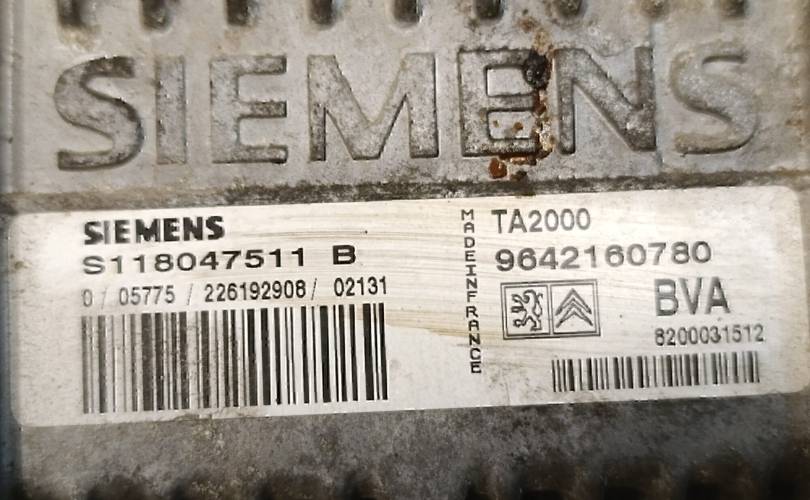 SIEMENS
SIEMENS
S118047511 B
0 / 05775 / 226192908 / 02131
MADEINFRANCE
TA2000
9642160780
BVA
8200031512